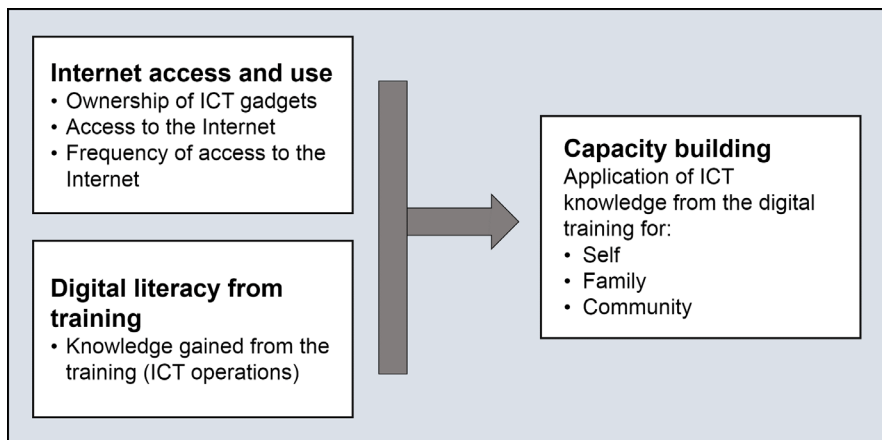 Internet access and use
• Ownership of ICT gadgets
• Access to the Internet
• Frequency of access to the
Internet
Digital literacy from
training
• Knowledge gained from the
training (ICT operations)
Capacity building
Application of ICT
knowledge from the digital
training for:
• Self
• Family
• Community